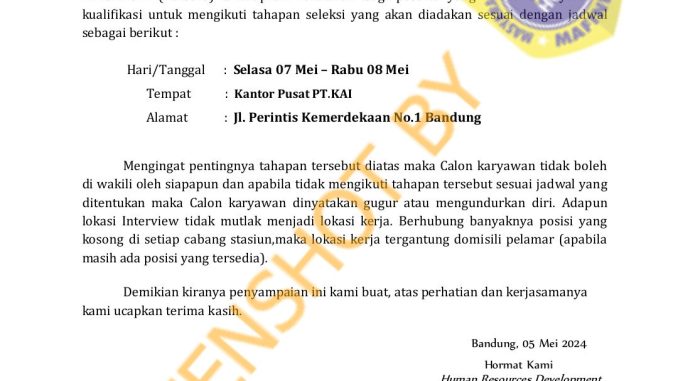 kualifikasi untuk mengikuti tahapan seleksi yang akan diadakan sesuai dengan jadwal
sebagai berikut :
Hari/Tanggal : Selasa 07 Mei – Rabu 08 Mei
Tempat : Kantor Pusat PT.KAI
Alamat : Jl. Perintis Kemerdekaan No.1 Bandung
Mengingat pentingnya tahapan tersebut diatas maka Calon karyawan tidak boleh
di wakili oleh siapapun dan apabila tidak mengikuti tahapan tersebut sesuai jadwal yang
ditentukan maka Calon karyawan dinyatakan gugur atau mengundurkan diri. Adapun
lokasi Interview tidak mutlak menjadi lokasi kerja. Berhubung banyaknya posisi yang
kosong di setiap cabang stasiun,maka lokasi kerja tergantung domisili pelamar (apabila
masih ada posisi yang tersedia).
Demikian kiranya penyampaian ini kami buat, atas perhatian dan kerjasamanya
kami ucapkan terima kasih.
Bandung, 05 Mei 2024
Hormat Kami
Human Resources Development
ENSHOT BY